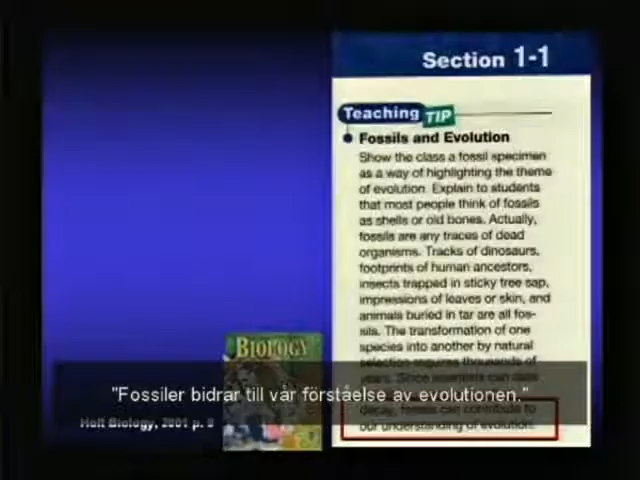 Section 1-1
Teaching TIP
Fossils and Evolution
Show the class a fossil specimen
as a way of highlighting the theme
of evolution. Explain to students
that most people think of fossils
as shells or old bones. Actually,
fossils are any traces of dead
organisms. Tracks of dinosaurs,
footprints of human ancestors,
insects trapped in sticky tree sap,
impressions of leaves or skin, and
animals buried in tar are all fos-
sils. The transformation of one
species into another by natural
selection requires thousands of
years. Since scientists can date
decay, fossils can contribute to
our understanding of evolution.
BIOLOGY
"Fossiler bidrar till vår förståelse av evolutionen."
Holt Biology, 2001 p.